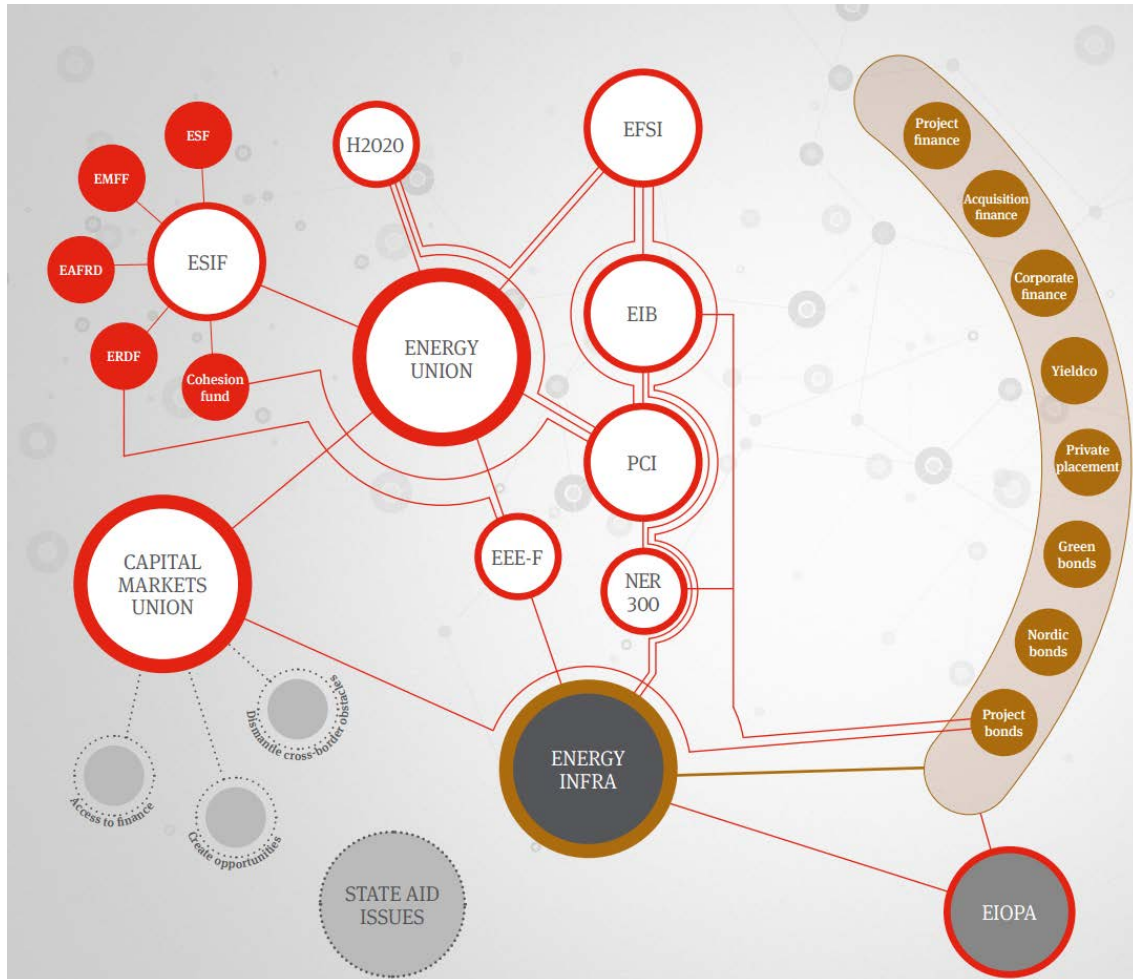 ESF
EMFF
EAFRD
ERDF
Cohesion
fund
ESIF
H2020
EFSI
ENERGY
UNION
EIB
PCI
EEE-F
NER
300
CAPITAL
MARKETS
UNION
Dismantle cross-border obstacles
Access to finance
Create opportunities
STATE AID
ISSUES
ENERGY
INFRA
EIOPA
Project
finance
Acquisition
finance
Corporate
finance
Yieldco
Private
placement
Green
bonds
Nordic
bonds
Project
bonds